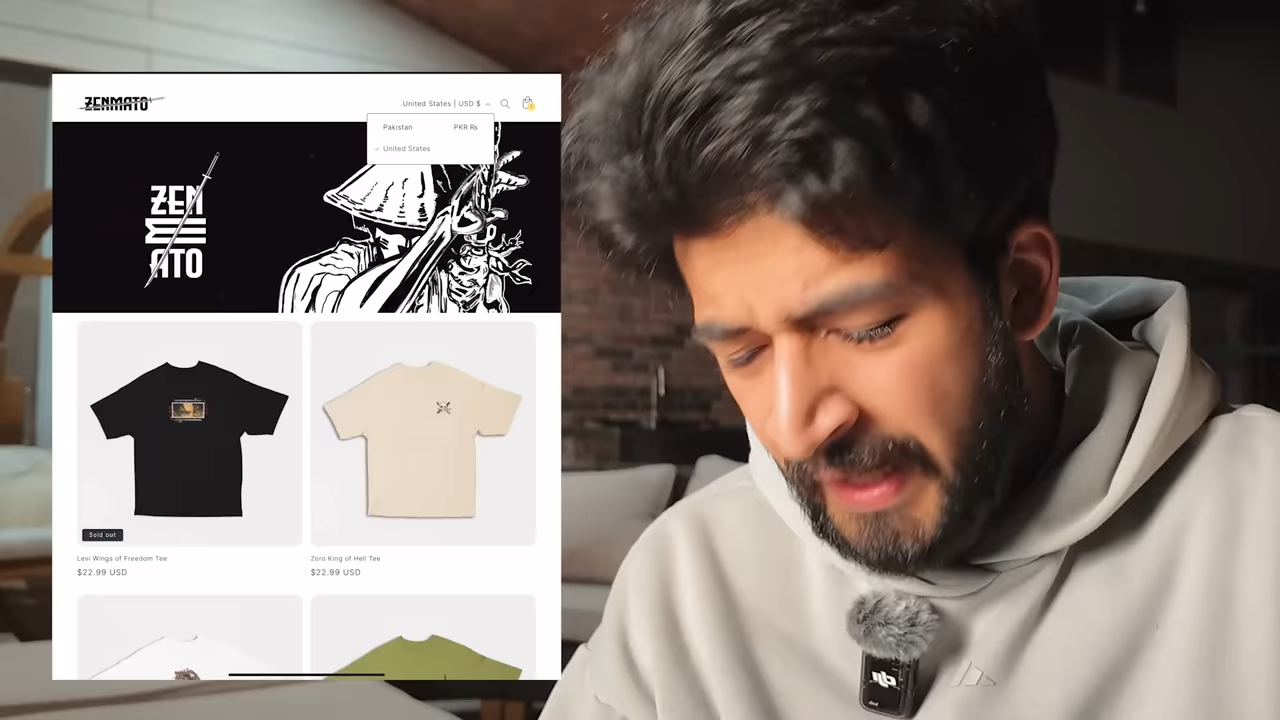 ZENMATO
United States | USD $
Pakistan PKR ₨
United States
ZEN
M
ATO
Sold out
Levi Wings of Freedom Tee
Zoro King of Hell Tee
$22.99 USD
$22.99 USD
dji